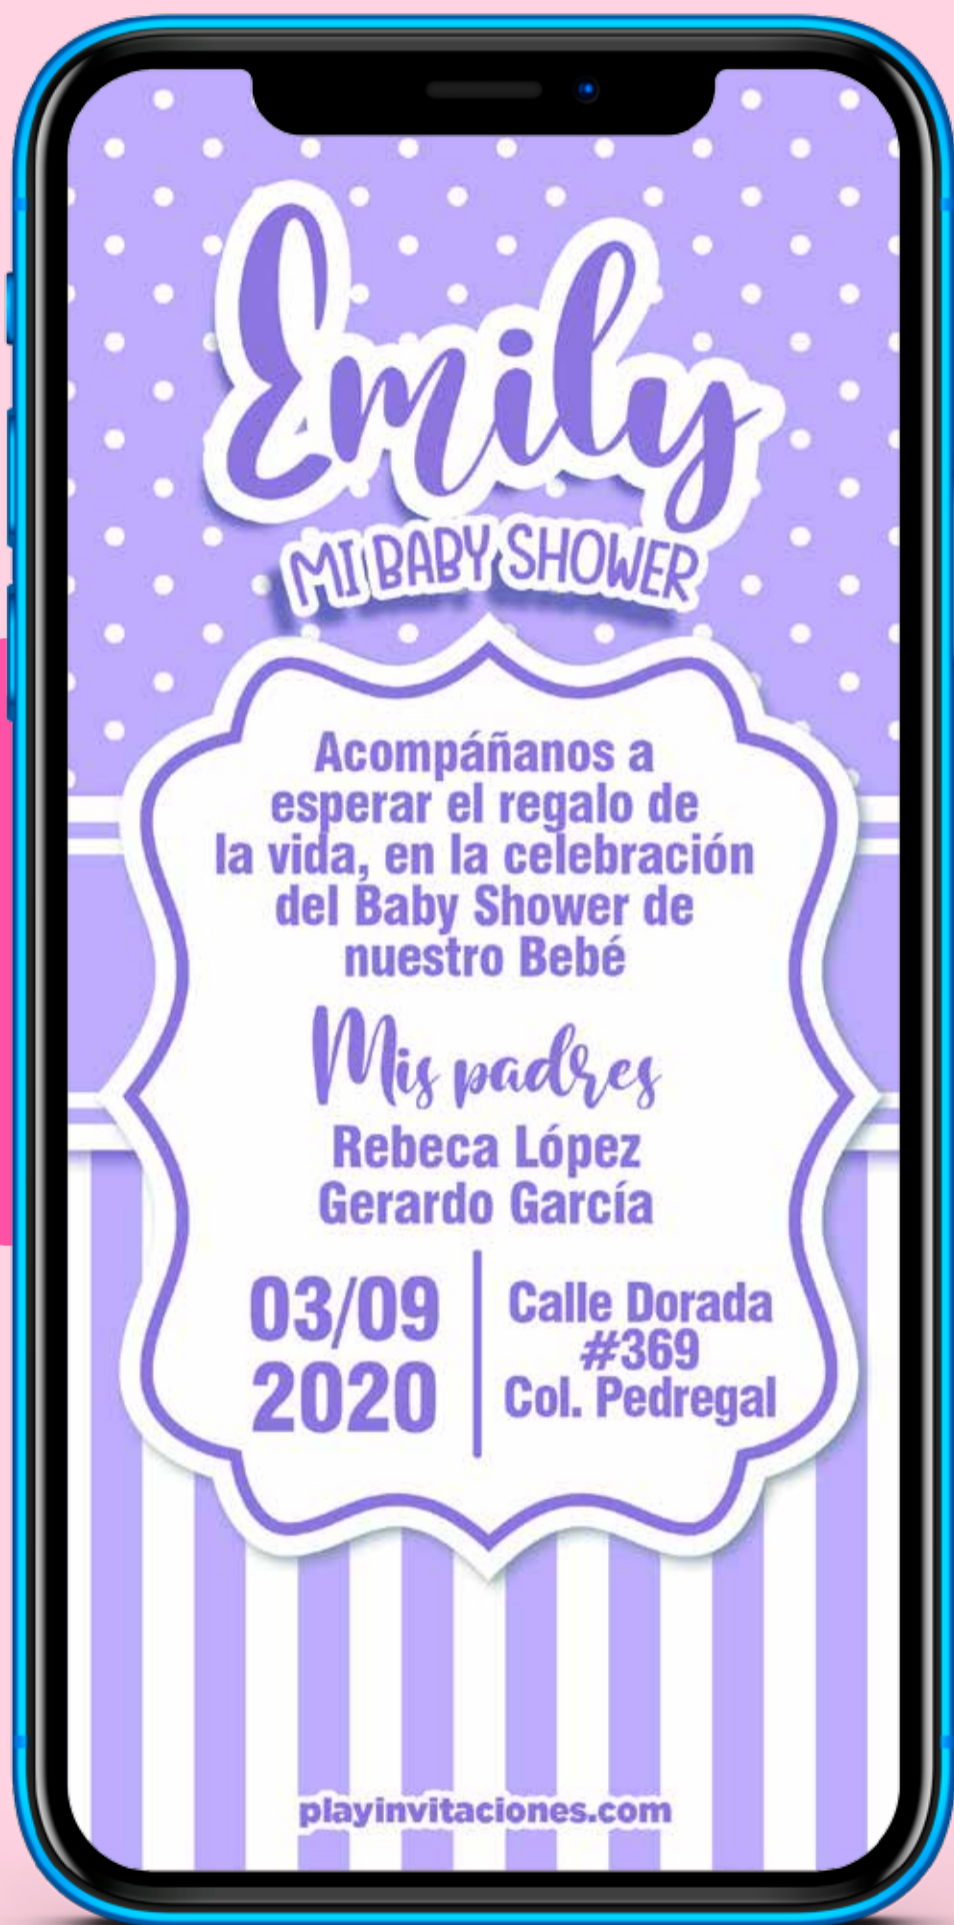 Emily
MI BABY SHOWER
Acompáñanos a
esperar el regalo de
la vida, en la celebración
del Baby Shower de
nuestro Bebé
Mis padres
Rebeca López
Gerardo García
03/09
2020
Calle Dorada
#369
Col. Pedregal
playinvitaciones.com